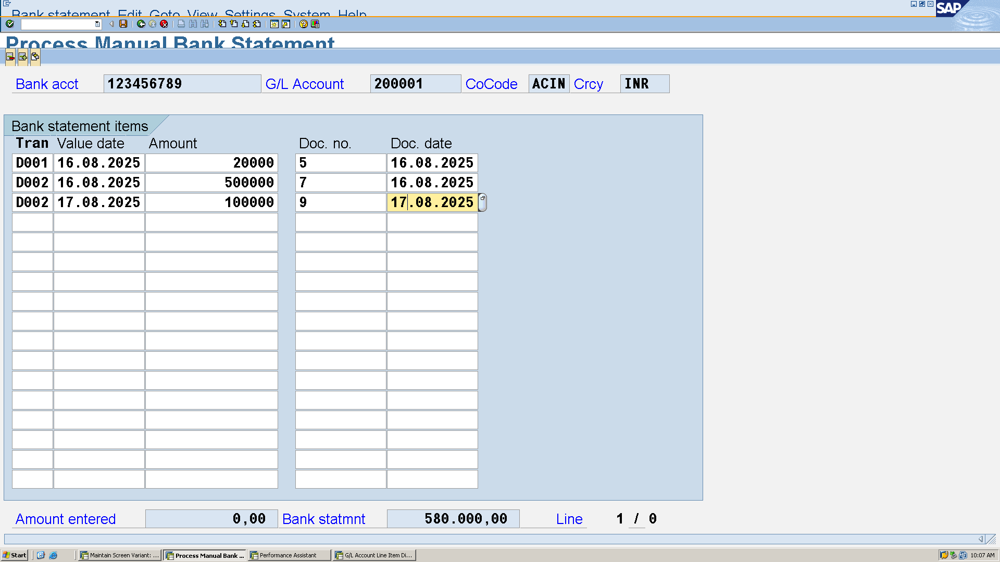 Bank statement Edit Goto View Settings System Help
SAP
Process Manual Bank Statement
Bank acct 123456789 G/L Account 200001 CoCode ACIN Crcy INR
Bank statement items
Tran Value date Amount Doc. no. Doc. date
D001 16.08.2025 20000 5 16.08.2025
D002 16.08.2025 500000 7 16.08.2025
D002 17.08.2025 100000 9 17.08.2025
Amount entered 0,00 Bank statmnt 580.000,00 Line 1 / 0
Start Maintain Screen Variant: ... Process Manual Bank ... Performance Assistant G/L Account Line Item Di... 10:07 AM